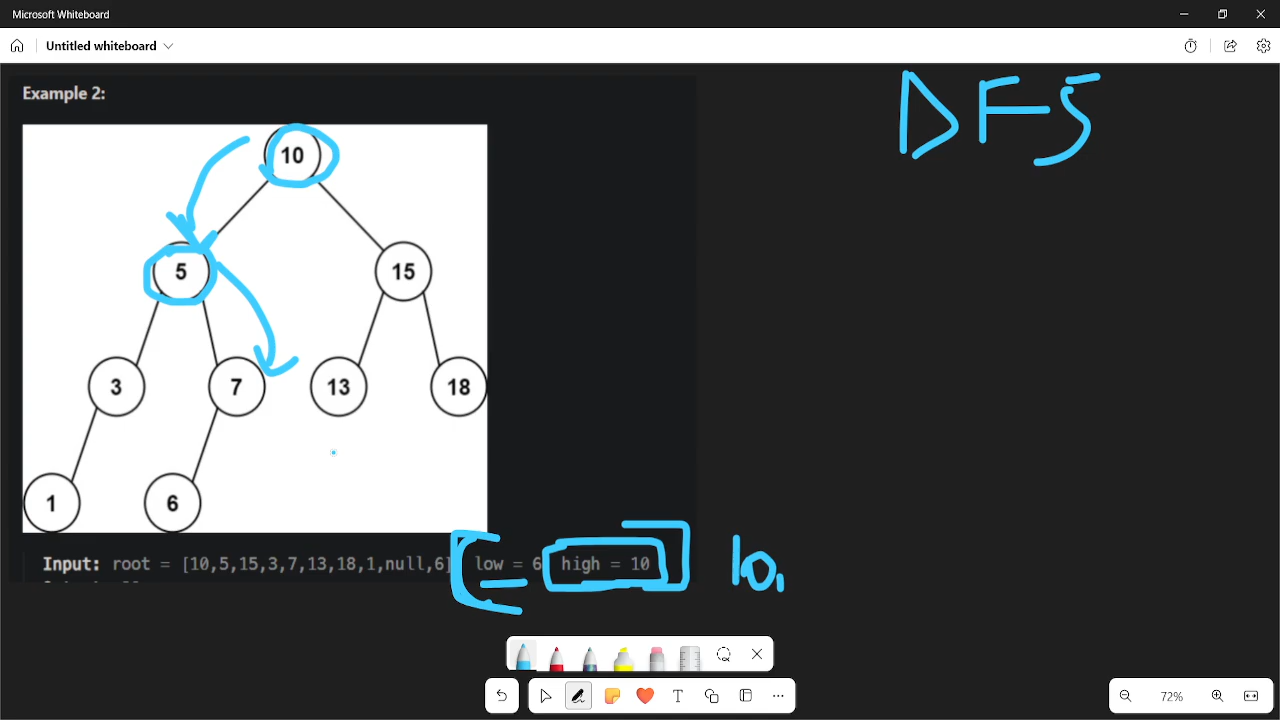 Microsoft Whiteboard
Untitled whiteboard
Example 2:
DFS
10
5
15
3
7
13
18
1
6
Input: root = [10,5,15,3,7,13,18,1,null,6] low = 6 high = 10
10,
T
72%